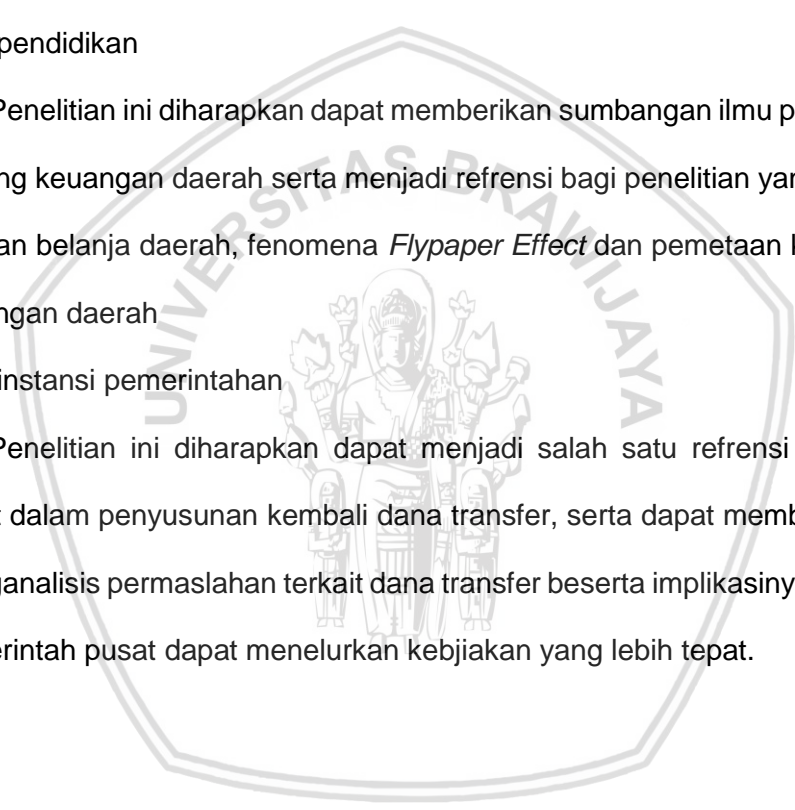 pendidikan
Penelitian ini diharapkan dapat memberikan sumbangan ilmu p
ng keuangan daerah serta menjadi refrensi bagi penelitian yan
an belanja daerah, fenomena Flypaper Effect dan pemetaan k
ngan daerah
instansi pemerintahan
Penelitian ini diharapkan dapat menjadi salah satu refrensi
t dalam penyusunan kembali dana transfer, serta dapat memb
ganalisis permaslahan terkait dana transfer beserta implikasiny
erintah pusat dapat menelurkan kebjiakan yang lebih tepat.
UNIVERSITAS BRAWIJAYA